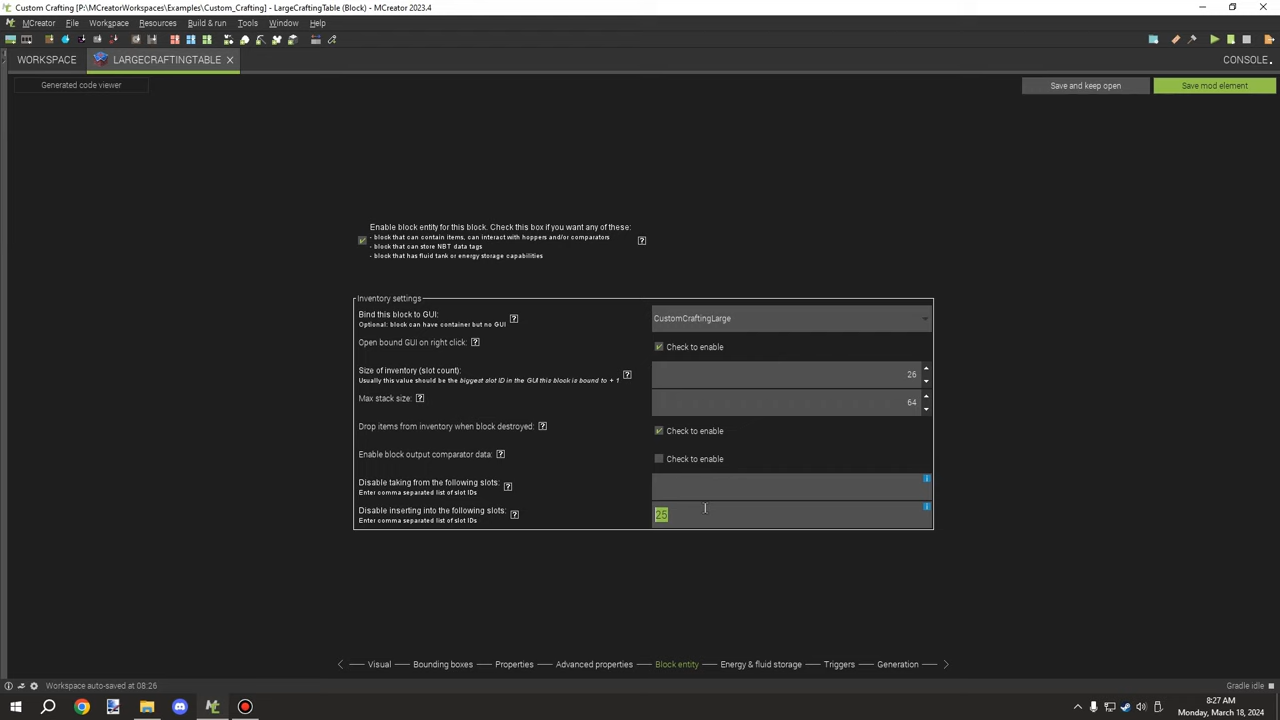 Custom Crafting [P:\MCreatorWorkspaces\Examples\Custom_Crafting] - LargeCraftingTable (Block) - MCreator 2023.4
MCreator File Workspace Resources Build & run Tools Window Help
WORKSPACE LARGECRAFTINGTABLE CONSOLE
Generated code viewer Save and keep open Save mod element
Enable block entity for this block. Check this box if you want any of these:
- block that can contain items, can interact with hoppers and/or comparators
- block that can store NBT data tags
- block that has fluid tank or energy storage capabilities
?
Inventory settings
Bind this block to GUI: ? CustomCraftingLarge
Optional: block can have container but no GUI
Open bound GUI on right click: ? Check to enable
Size of inventory (slot count): ? 26
Usually this value should be the biggest slot ID in the GUI this block is bound to + 1
Max stack size: ? 64
Drop items from inventory when block destroyed: ? Check to enable
Enable block output comparator data: ? Check to enable
Disable taking from the following slots: ?
Enter comma separated list of slot IDs
Disable inserting into the following slots: ? 25
Enter comma separated list of slot IDs
Visual Bounding boxes Properties Advanced properties Block entity Energy & fluid storage Triggers Generation
Workspace auto-saved at 08:26 Gradle idle
8:27 AM
Monday, March 18, 2024